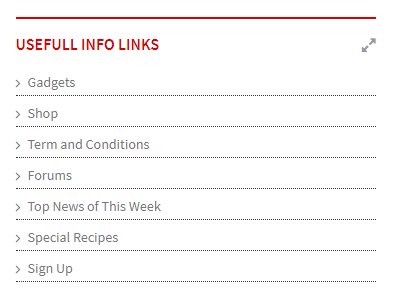 USEFULL INFO LINKS
Gadgets
Shop
Term and Conditions
Forums
Top News of This Week
Special Recipes
Sign Up